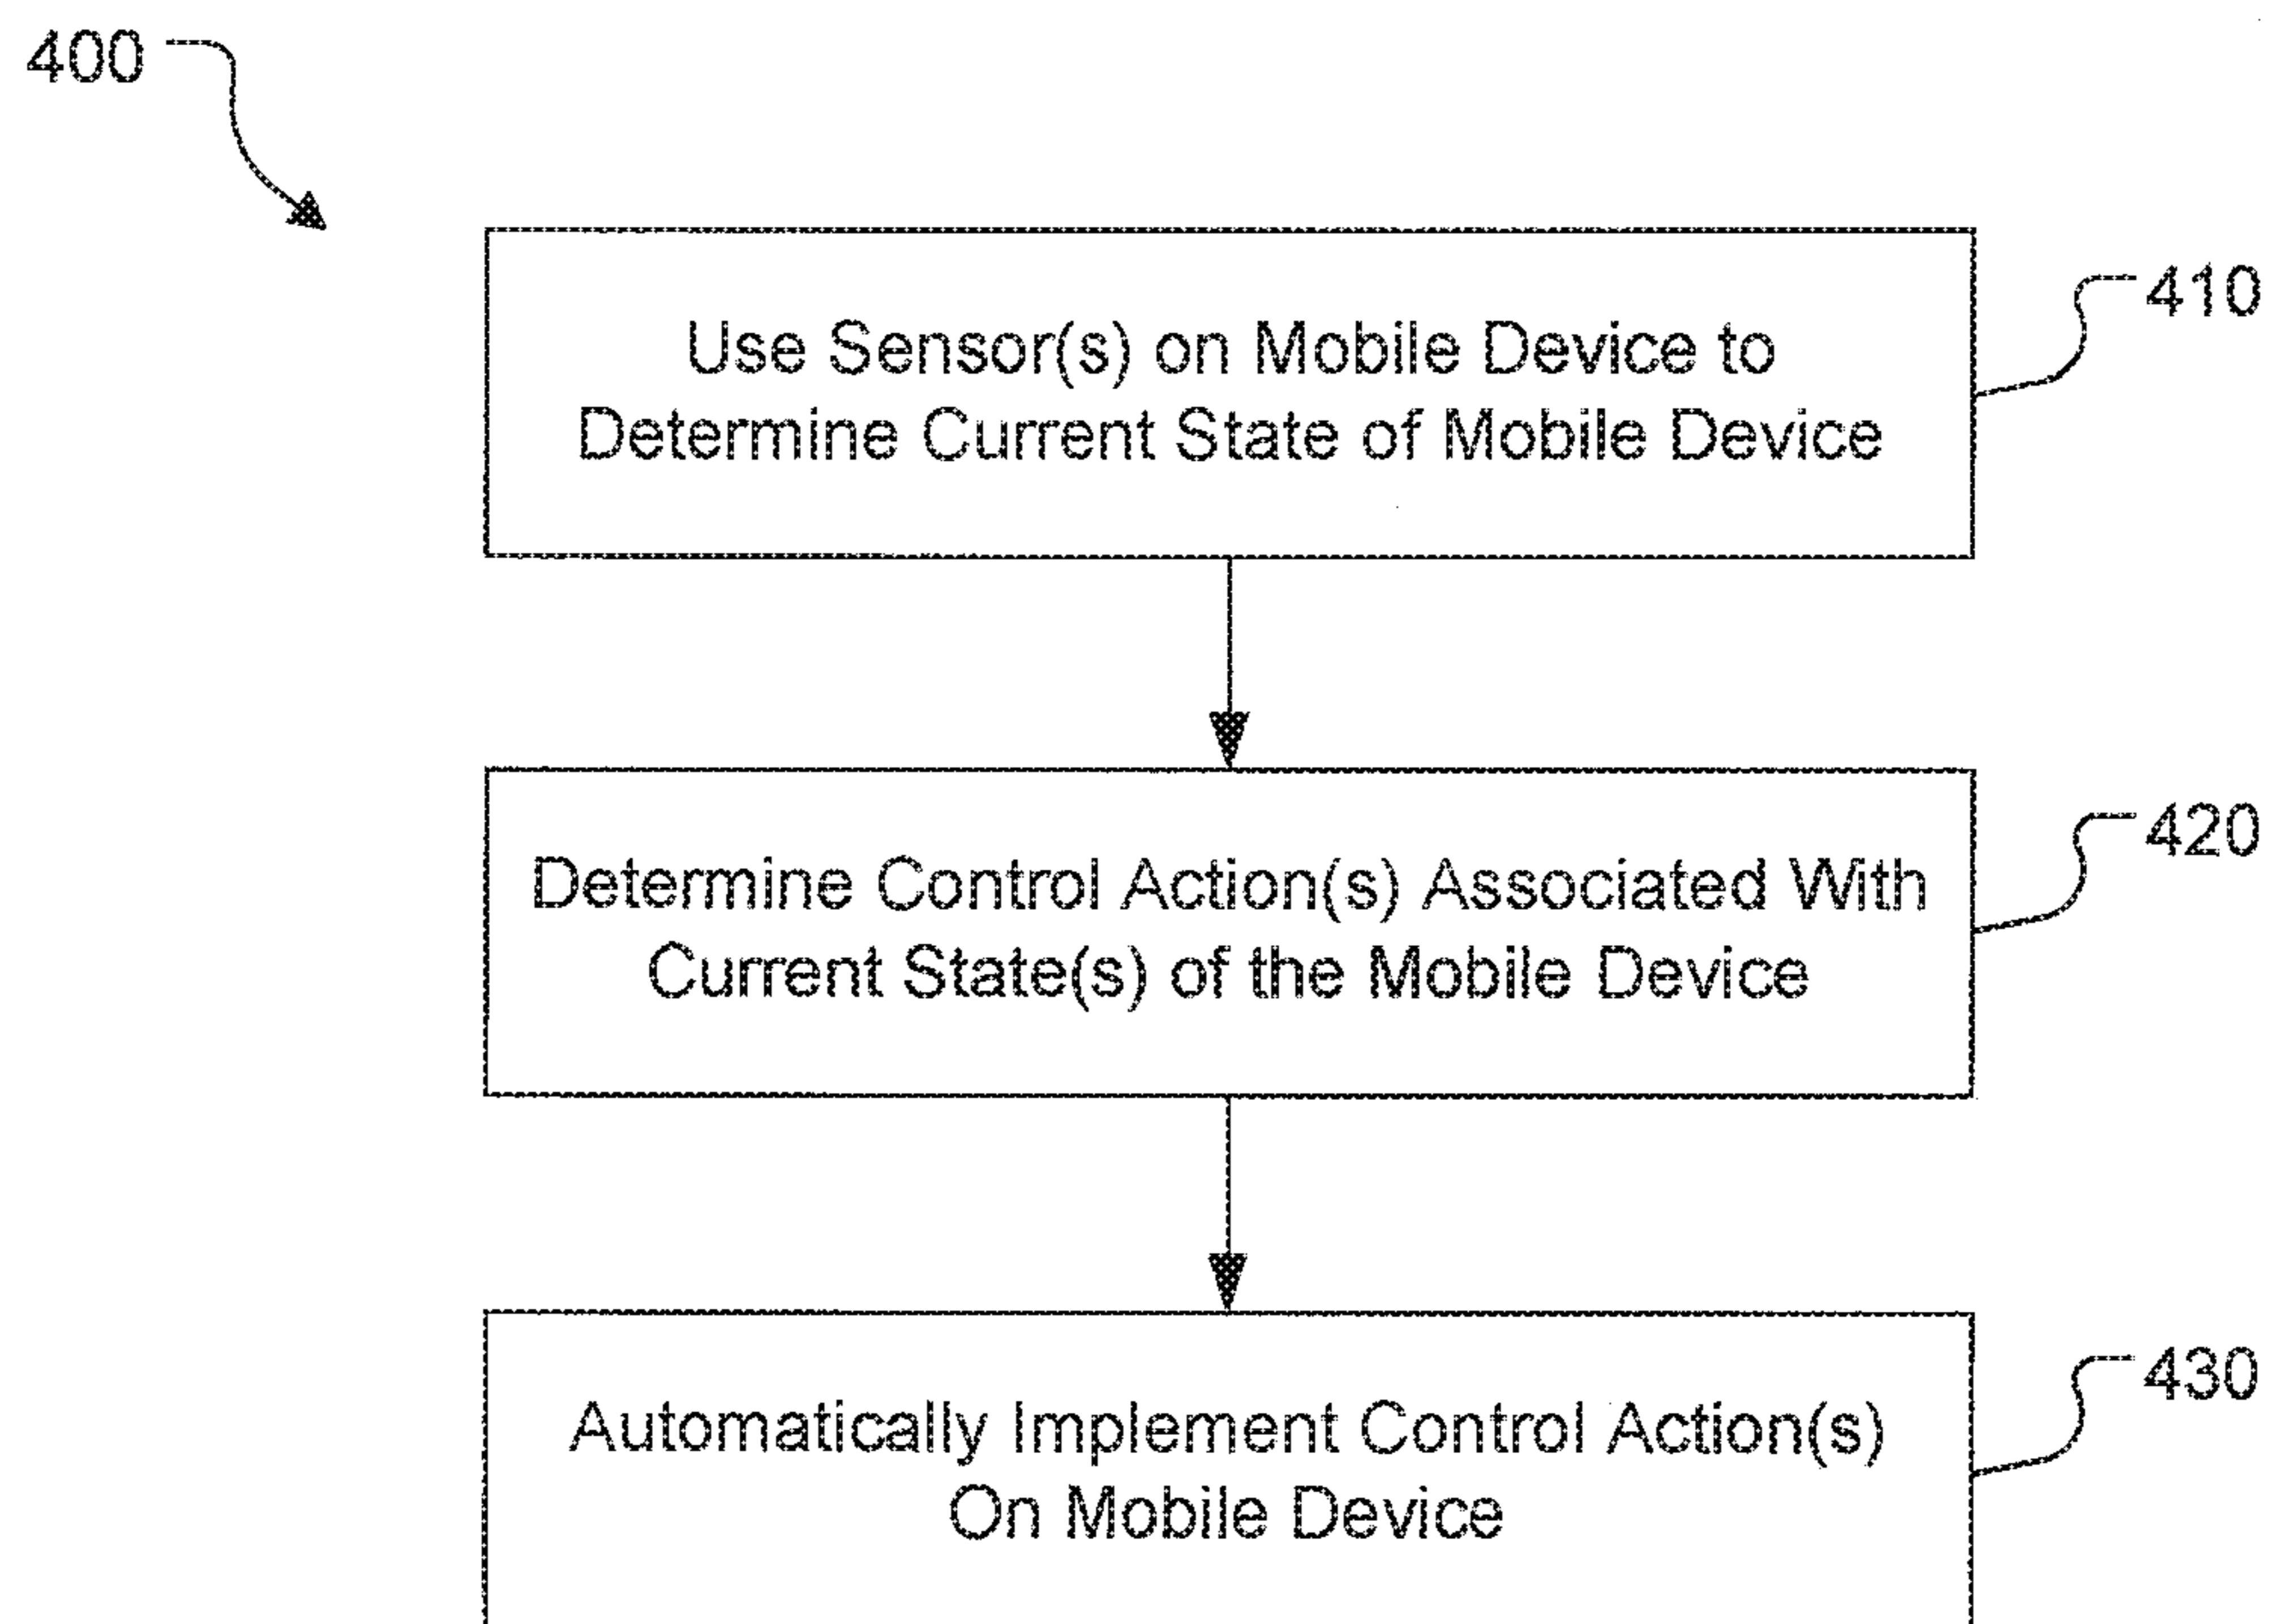 400
Use Sensor(s) on Mobile Device to
Determine Current State of Mobile Device
410
Determine Control Action(s) Associated With
Current State(s) of the Mobile Device
420
Automatically Implement Control Action(s)
On Mobile Device
430